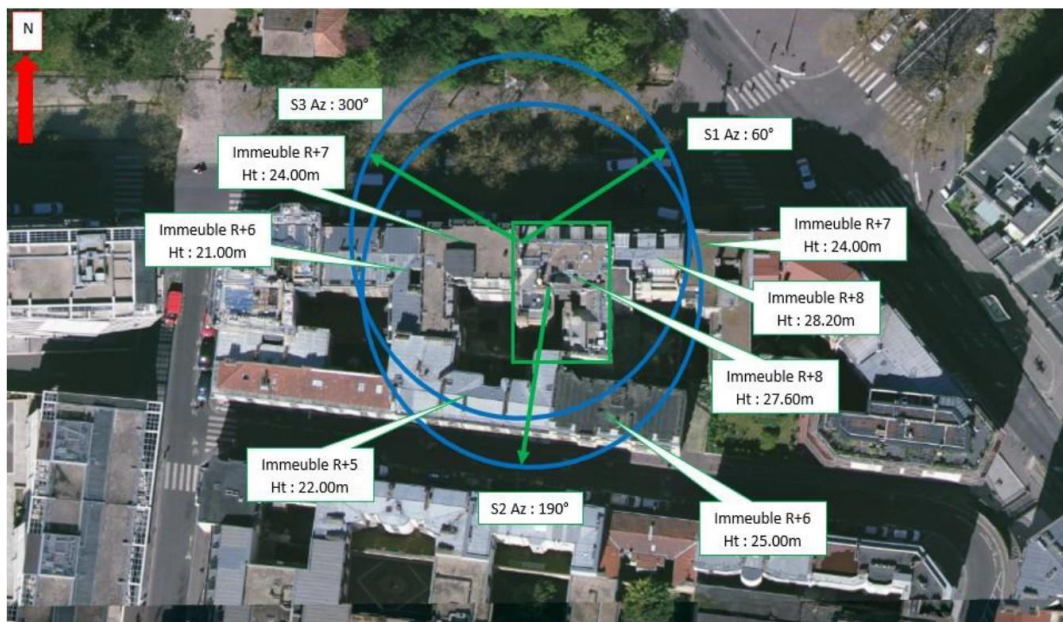 N
S3 Az : 300°
S1 Az : 60°
Immeuble R+7
Ht : 24.00m
Immeuble R+6
Ht : 21.00m
Immeuble R+7
Ht : 24.00m
Immeuble R+8
Ht : 28.20m
Immeuble R+8
Ht : 27.60m
Immeuble R+5
Ht : 22.00m
S2 Az : 190°
Immeuble R+6
Ht : 25.00m